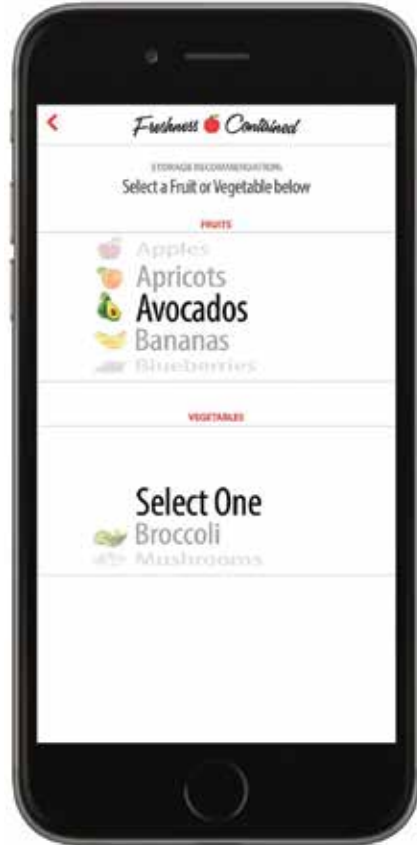 Freshness Contained
STORAGE RECOMMENDATION:
Select a Fruit or Vegetable below
FRUITS
Apples
Apricots
Avocados
Bananas
Blueberries
VEGETABLES
Select One
Broccoli
Mushrooms